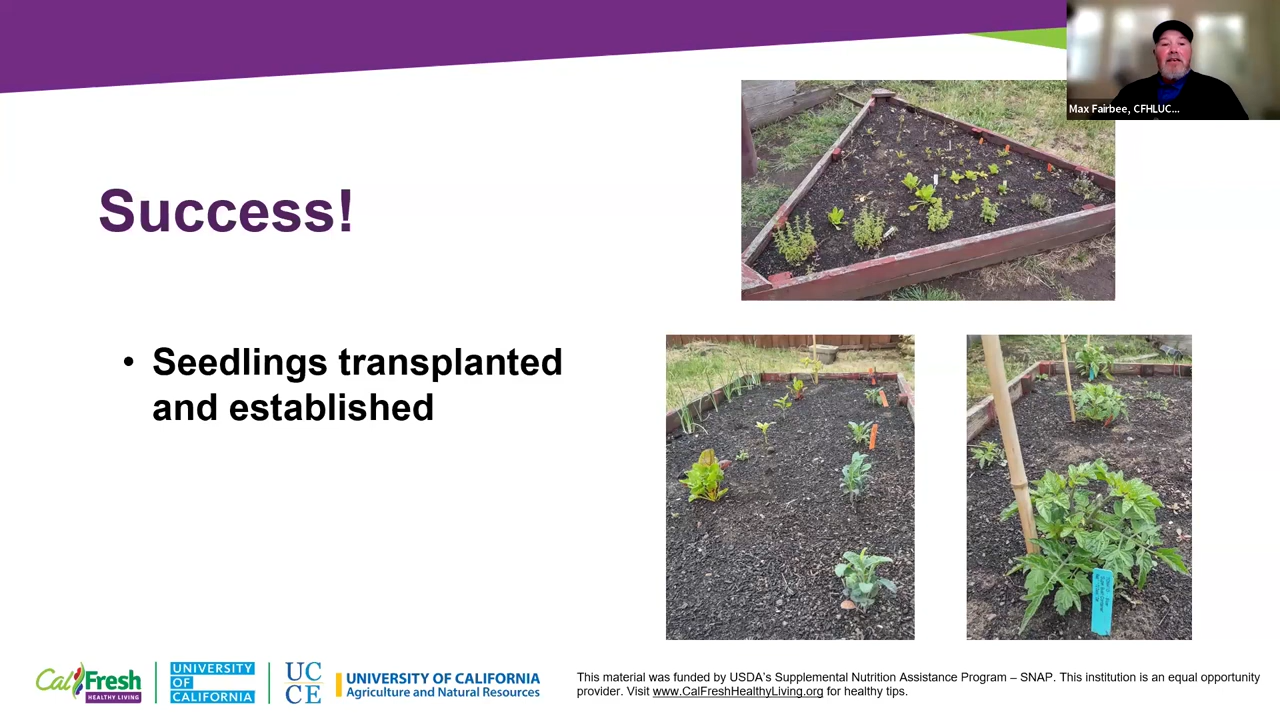 Max Fairbee, CFHLUC...
Success!
• Seedlings transplanted
and established
CalFresh
HEALTHY LIVING
UNIVERSITY
OF
CALIFORNIA
UC
CE
UNIVERSITY OF CALIFORNIA
Agriculture and Natural Resources
This material was funded by USDA's Supplemental Nutrition Assistance Program – SNAP. This institution is an equal opportunity
provider. Visit www.CalFreshHealthyLiving.org for healthy tips.